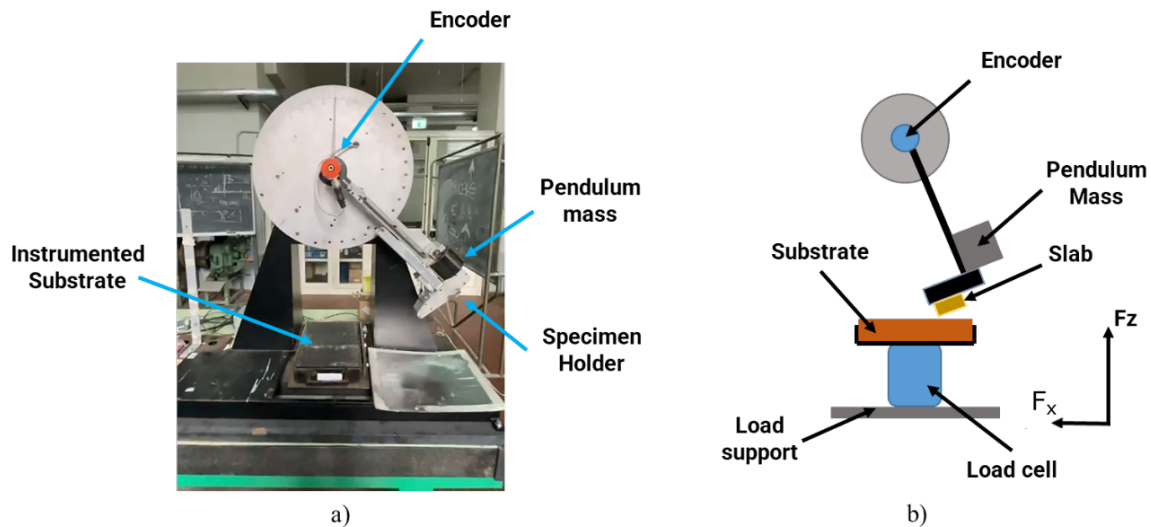 Encoder
Pendulum
mass
Instrumented
Substrate
Specimen
Holder
a)
Encoder
Pendulum
Mass
Substrate
Slab
Fz
Fx
Load
support
Load cell
b)